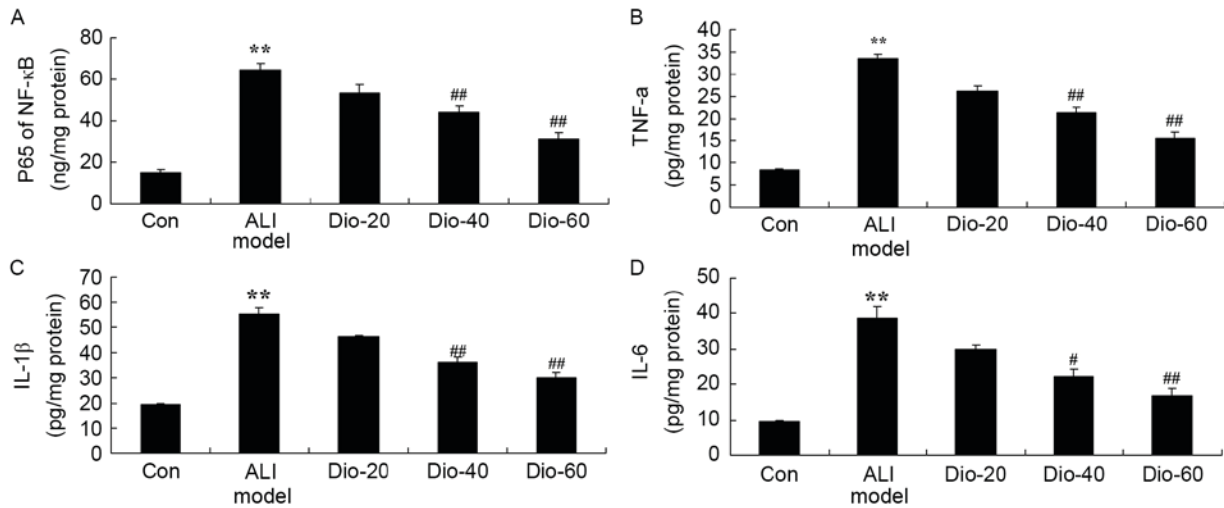 A
P65 of NF-κB
(ng/mg protein)
80
60
40
20
0
**
##
##
Con
ALI
model
Dio-20
Dio-40
Dio-60
B
TNF-a
(pg/mg protein)
40
35
30
25
20
15
10
5
0
**
##
##
Con
ALI
model
Dio-20
Dio-40
Dio-60
C
IL-1β
(pg/mg protein)
70
60
50
40
30
20
10
0
**
##
##
Con
ALI
model
Dio-20
Dio-40
Dio-60
D
IL-6
(pg/mg protein)
50
40
30
20
10
0
**
#
##
Con
ALI
model
Dio-20
Dio-40
Dio-60